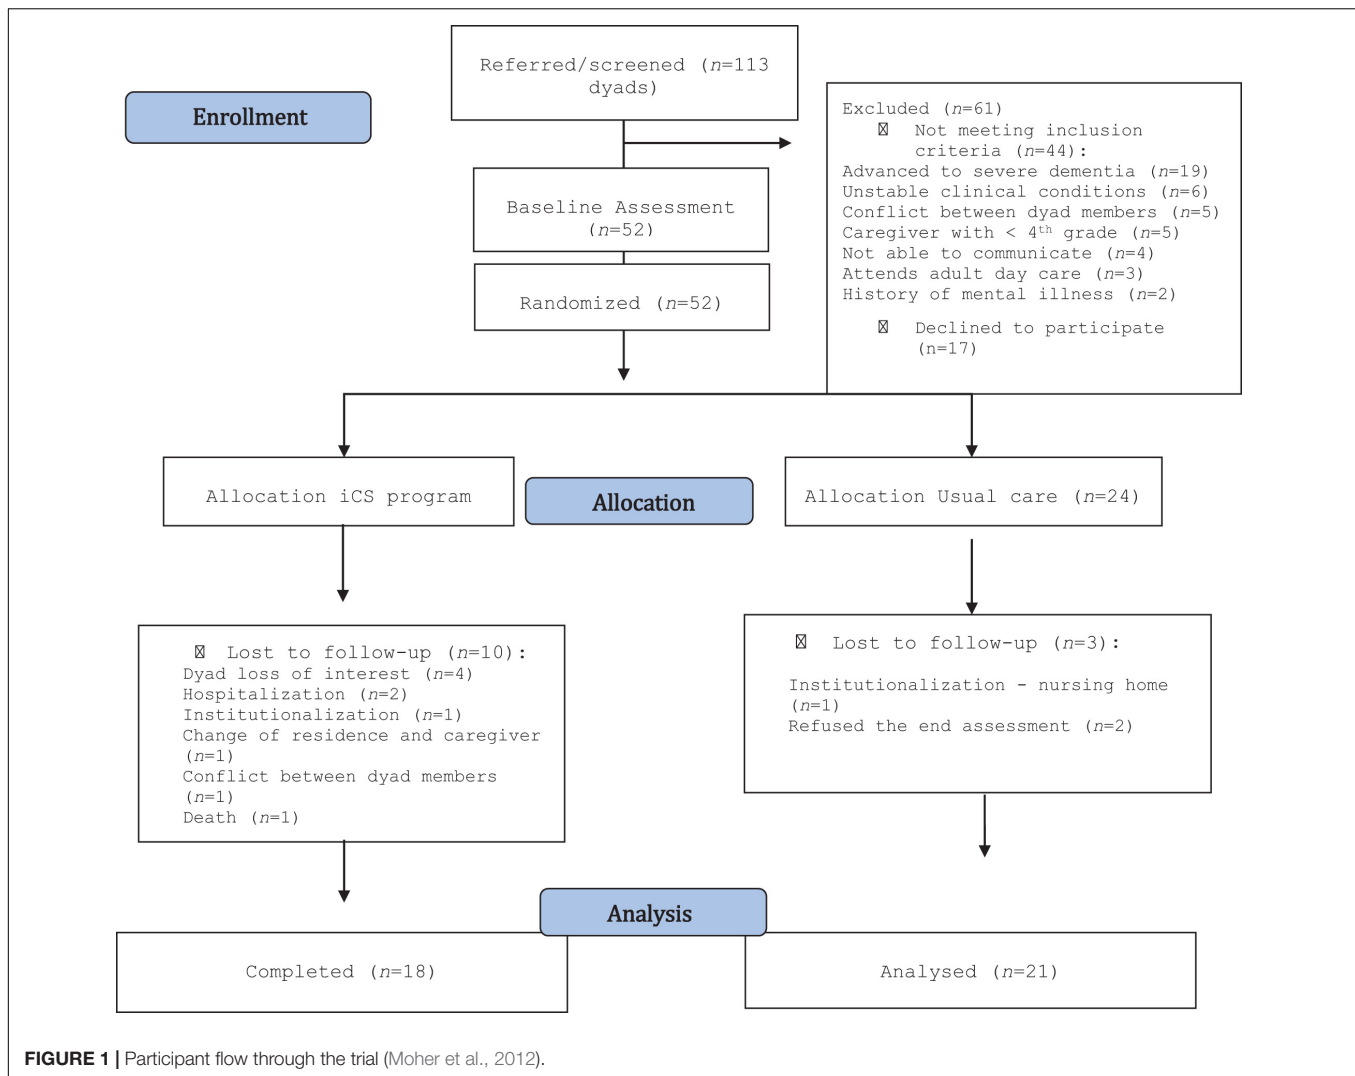 Referred/screened (n=113
dyads)
Enrollment
Excluded (n=61)
Not meeting inclusion
criteria (n=44):
Advanced to severe dementia (n=19)
Unstable clinical conditions (n=6)
Conflict between dyad members (n=5)
Caregiver with < 4th grade (n=5)
Not able to communicate (n=4)
Attends adult day care (n=3)
History of mental illness (n=2)
Declined to participate
(n=17)
Baseline Assessment
(n=52)
Randomized (n=52)
Allocation iCS program
Allocation
Allocation Usual care (n=24)
Lost to follow-up (n=10):
Dyad loss of interest (n=4)
Hospitalization (n=2)
Institutionalization (n=1)
Change of residence and caregiver
(n=1)
Conflict between dyad members
(n=1)
Death (n=1)
Lost to follow-up (n=3):
Institutionalization - nursing home
(n=1)
Refused the end assessment (n=2)
Analysis
Completed (n=18)
Analysed (n=21)
FIGURE 1 | Participant flow through the trial (Moher et al., 2012).